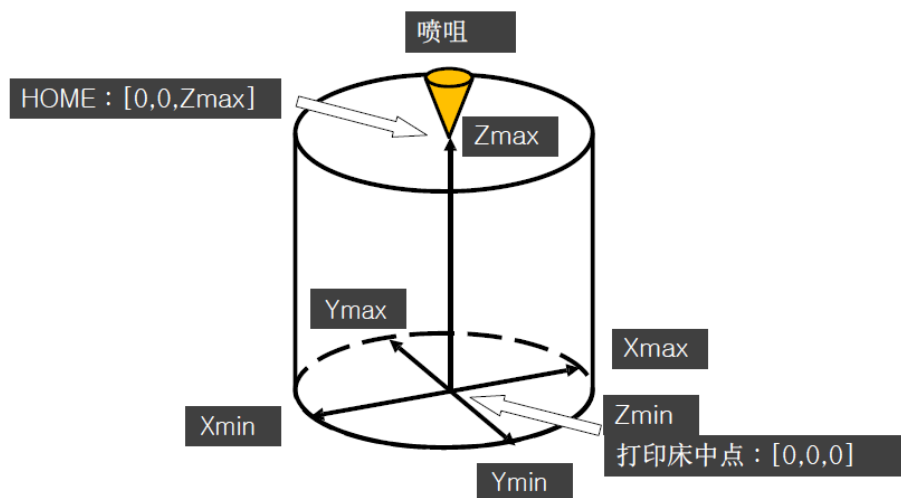 喷咀
HOME：[0,0,Zmax]
Zmax
Ymax
Xmax
Xmin
Zmin
打印床中点：[0,0,0]
Ymin